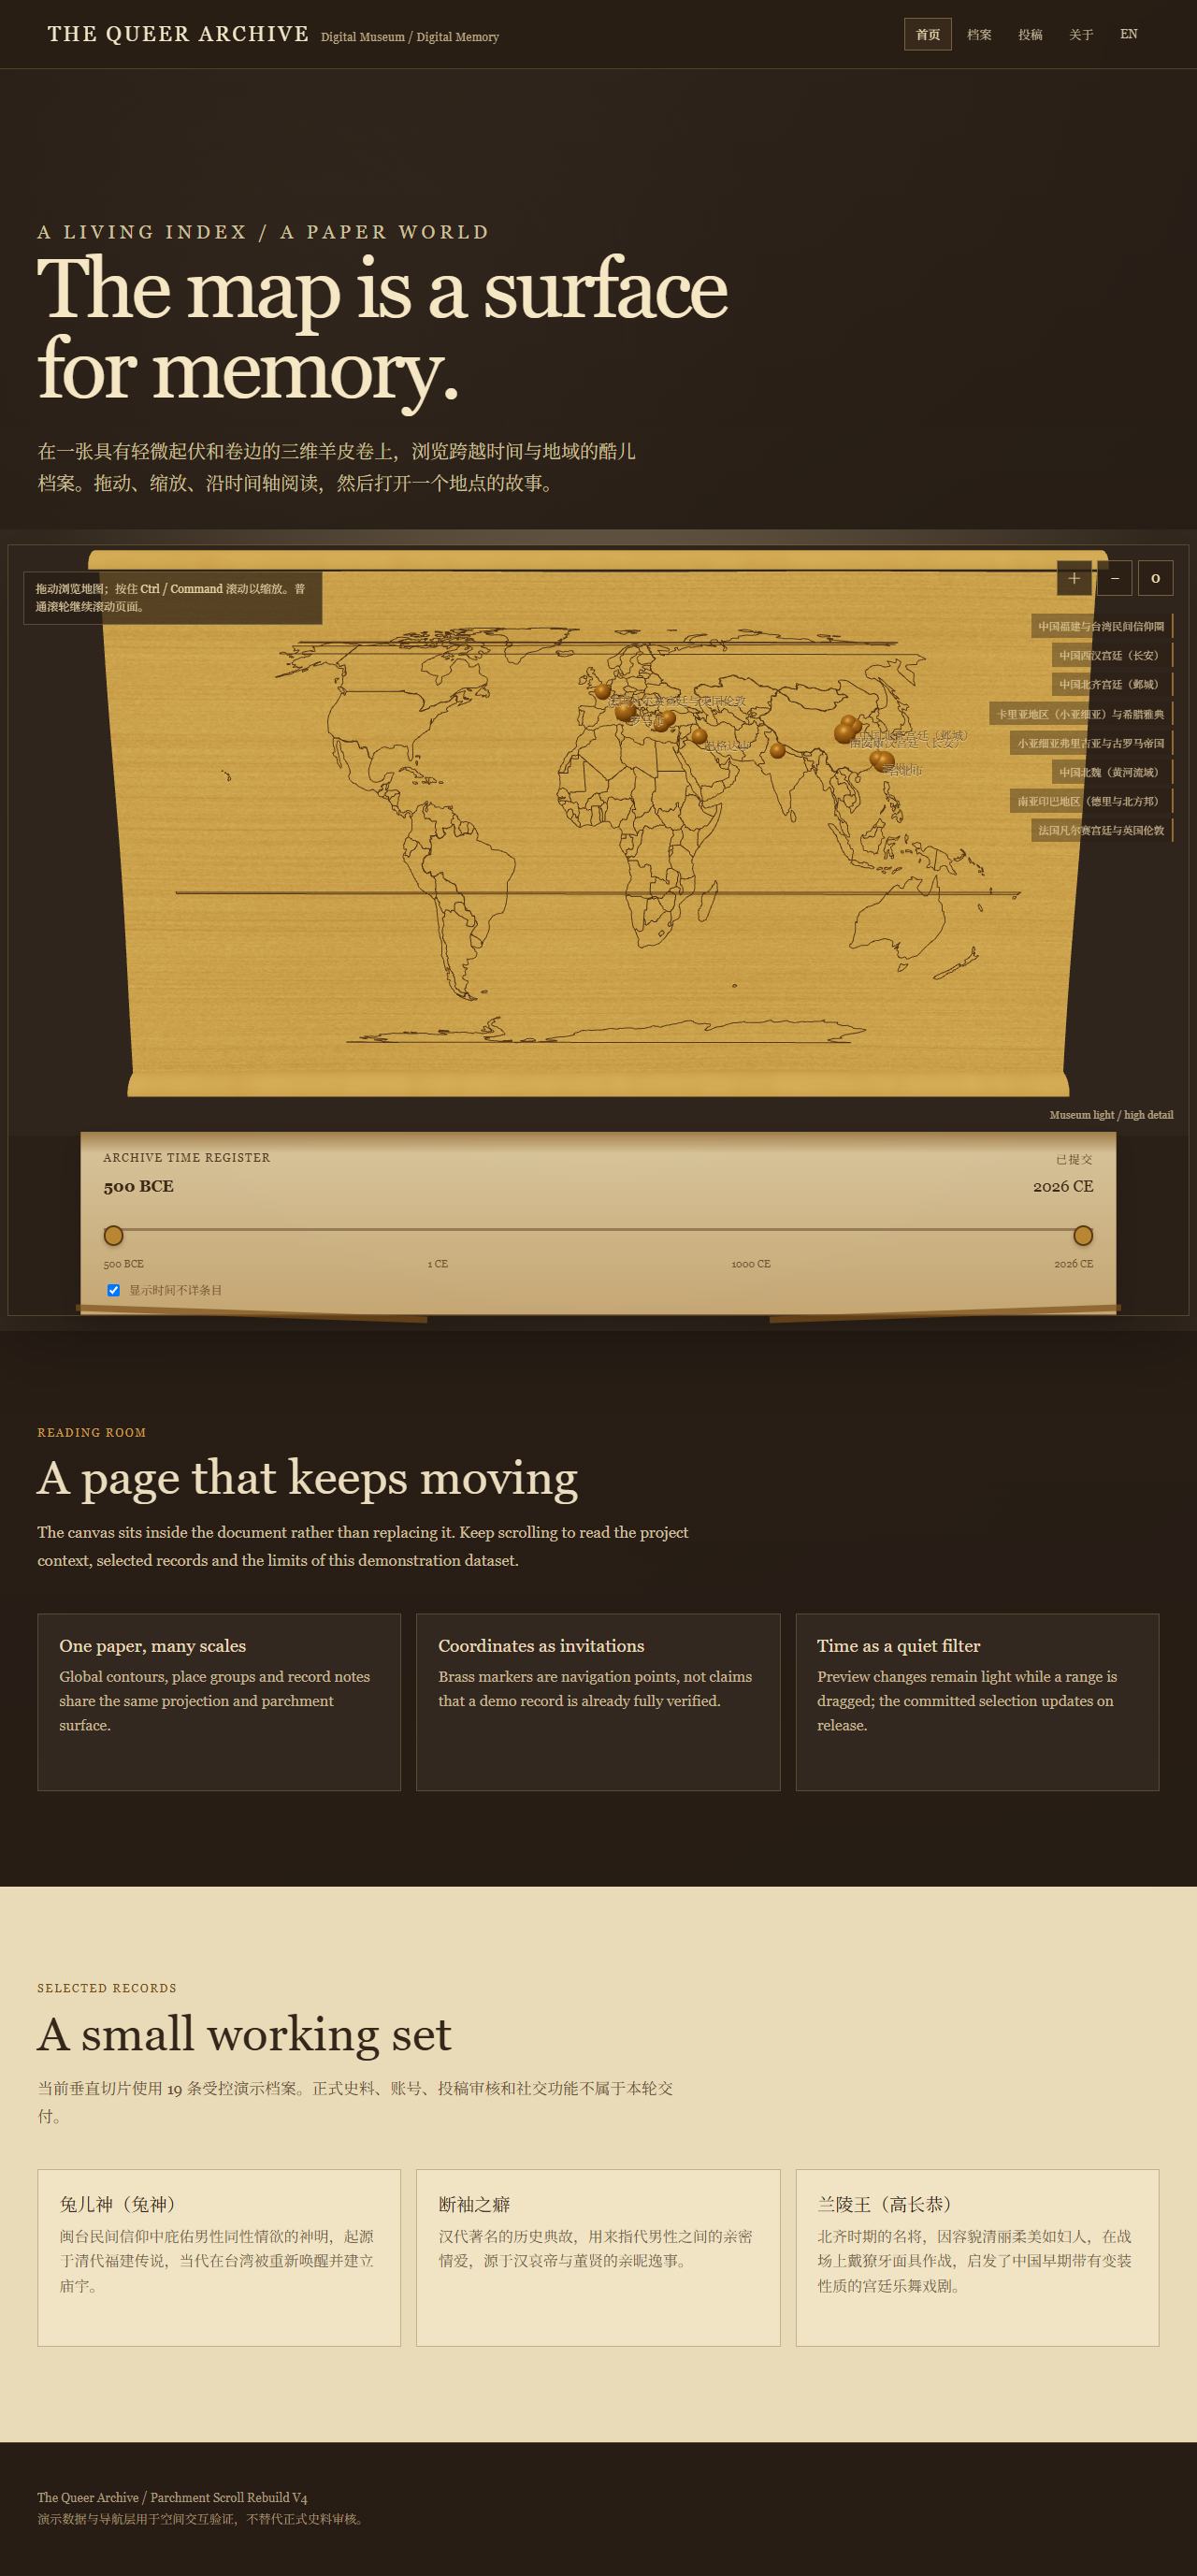 THE QUEER ARCHIVE Digital Museum / Digital Memory
首页 档案 投稿 关于 EN
A LIVING INDEX / A PAPER WORLD
The map is a surface
for memory.
在一张具有轻微起伏和卷边的三维羊皮卷上，浏览跨越时间与地域的酷儿
档案。拖动、缩放、沿时间轴阅读，然后打开一个地点的故事。
拖动浏览地图；按住 Ctrl / Command 滚动以缩放。普
通滚轮继续滚动页面。
+ − 0
中国福建与台湾民间信仰圈
中国西汉宫廷（长安）
中国北齐宫廷（邺城）
卡里亚地区（小亚细亚）与希腊雅典
小亚细亚弗里吉亚与古罗马帝国
中国北魏（黄河流域）
南亚印巴地区（德里与北方邦）
法国凡尔赛宫廷与英国伦敦
Museum light / high detail
ARCHIVE TIME REGISTER
已提交
500 BCE
2026 CE
500 BCE 1 CE 1000 CE 2026 CE
显示时间不详条目
READING ROOM
A page that keeps moving
The canvas sits inside the document rather than replacing it. Keep scrolling to read the project
context, selected records and the limits of this demonstration dataset.
One paper, many scales
Global contours, place groups and record notes
share the same projection and parchment
surface.
Coordinates as invitations
Brass markers are navigation points, not claims
that a demo record is already fully verified.
Time as a quiet filter
Preview changes remain light while a range is
dragged; the committed selection updates on
release.
SELECTED RECORDS
A small working set
当前垂直切片使用 19 条受控演示档案。正式史料、账号、投稿审核和社交功能不属于本轮交
付。
兔儿神（兔神）
闽台民间信仰中庇佑男性同性情欲的神明，起源
于清代福建传说，当代在台湾被重新唤醒并建立
庙宇。
断袖之癖
汉代著名的历史典故，用来指代男性之间的亲密
情爱，源于汉哀帝与董贤的亲昵逸事。
兰陵王（高长恭）
北齐时期的名将，因容貌清丽柔美如妇人，在战
场上戴獠牙面具作战，启发了中国早期带有变装
性质的宫廷乐舞戏剧。
The Queer Archive / Parchment Scroll Rebuild V4
演示数据与导航层用于空间交互验证，不替代正式史料审核。